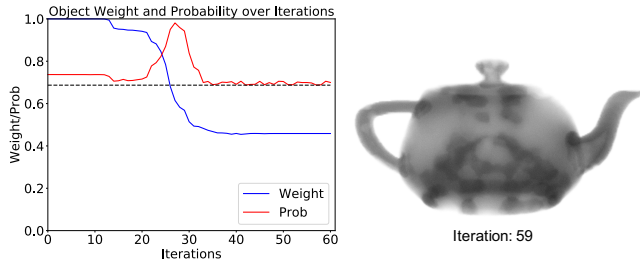 Object Weight and Probability over Iterations
Weight/Prob
1.0
0.8
0.6
0.4
0.2
0.0
Weight
Prob
0 10 20 30 40 50 60
Iterations
Iteration: 59